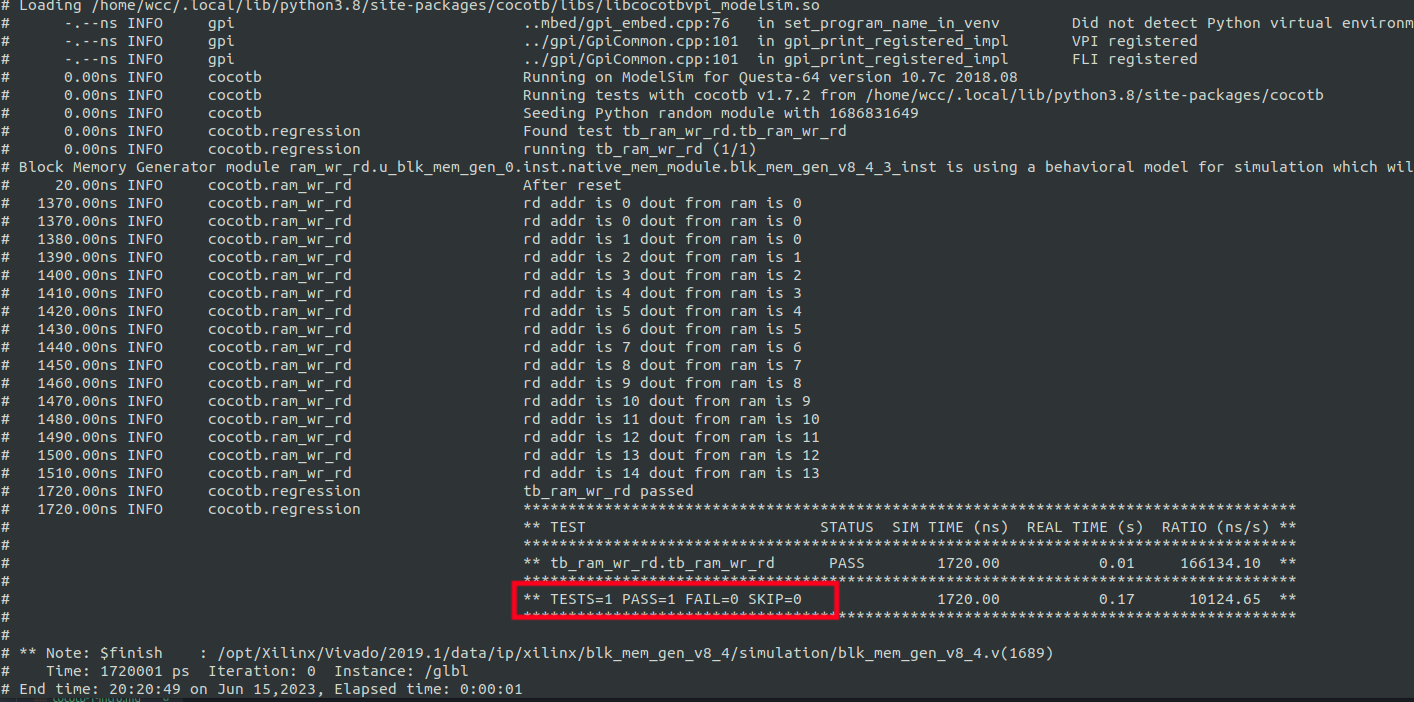 # Loading /home/wcc/.local/lib/python3.8/site-packages/cocotb/libs/libcocotbvpi_modelsim.so
#      -.--ns INFO     gpi                                ..mbed/gpi_embed.cpp:76   in set_program_name_in_venv        Did not detect Python virtual environm
#      -.--ns INFO     gpi                                ../gpi/GpiCommon.cpp:101  in gpi_print_registered_impl       VPI registered
#      -.--ns INFO     gpi                                ../gpi/GpiCommon.cpp:101  in gpi_print_registered_impl       FLI registered
#      0.00ns INFO     cocotb                             Running on ModelSim for Questa-64 version 10.7c 2018.08
#      0.00ns INFO     cocotb                             Running tests with cocotb v1.7.2 from /home/wcc/.local/lib/python3.8/site-packages/cocotb
#      0.00ns INFO     cocotb                             Seeding Python random module with 1686831649
#      0.00ns INFO     cocotb.regression                  Found test tb_ram_wr_rd.tb_ram_wr_rd
#      0.00ns INFO     cocotb.regression                  running tb_ram_wr_rd (1/1)
# Block Memory Generator module ram_wr_rd.u_blk_mem_gen_0.inst.native_mem_module.blk_mem_gen_v8_4_3_inst is using a behavioral model for simulation which wil
#     20.00ns INFO     cocotb.ram_wr_rd                   After reset
#   1370.00ns INFO     cocotb.ram_wr_rd                   rd addr is 0 dout from ram is 0
#   1370.00ns INFO     cocotb.ram_wr_rd                   rd addr is 0 dout from ram is 0
#   1380.00ns INFO     cocotb.ram_wr_rd                   rd addr is 1 dout from ram is 0
#   1390.00ns INFO     cocotb.ram_wr_rd                   rd addr is 2 dout from ram is 1
#   1400.00ns INFO     cocotb.ram_wr_rd                   rd addr is 3 dout from ram is 2
#   1410.00ns INFO     cocotb.ram_wr_rd                   rd addr is 4 dout from ram is 3
#   1420.00ns INFO     cocotb.ram_wr_rd                   rd addr is 5 dout from ram is 4
#   1430.00ns INFO     cocotb.ram_wr_rd                   rd addr is 6 dout from ram is 5
#   1440.00ns INFO     cocotb.ram_wr_rd                   rd addr is 7 dout from ram is 6
#   1450.00ns INFO     cocotb.ram_wr_rd                   rd addr is 8 dout from ram is 7
#   1460.00ns INFO     cocotb.ram_wr_rd                   rd addr is 9 dout from ram is 8
#   1470.00ns INFO     cocotb.ram_wr_rd                   rd addr is 10 dout from ram is 9
#   1480.00ns INFO     cocotb.ram_wr_rd                   rd addr is 11 dout from ram is 10
#   1490.00ns INFO     cocotb.ram_wr_rd                   rd addr is 12 dout from ram is 11
#   1500.00ns INFO     cocotb.ram_wr_rd                   rd addr is 13 dout from ram is 12
#   1510.00ns INFO     cocotb.ram_wr_rd                   rd addr is 14 dout from ram is 13
#   1720.00ns INFO     cocotb.regression                  tb_ram_wr_rd passed
#   1720.00ns INFO     cocotb.regression                  **************************************************************************************
#                                                         ** TEST                          STATUS  SIM TIME (ns)  REAL TIME (s)  RATIO (ns/s) **
#                                                         **************************************************************************************
#                                                         ** tb_ram_wr_rd.tb_ram_wr_rd      PASS        1720.00           0.01     166134.10  **
#                                                         **************************************************************************************
#                                                         ** TESTS=1 PASS=1 FAIL=0 SKIP=0               1720.00           0.17      10124.65  **
#                                                         **************************************************************************************
#
# ** Note: $finish    : /opt/Xilinx/Vivado/2019.1/data/ip/xilinx/blk_mem_gen_v8_4/simulation/blk_mem_gen_v8_4.v(1689)
#    Time: 1720001 ps  Iteration: 0  Instance: /glbl
# End time: 20:20:49 on Jun 15,2023, Elapsed time: 0:00:01